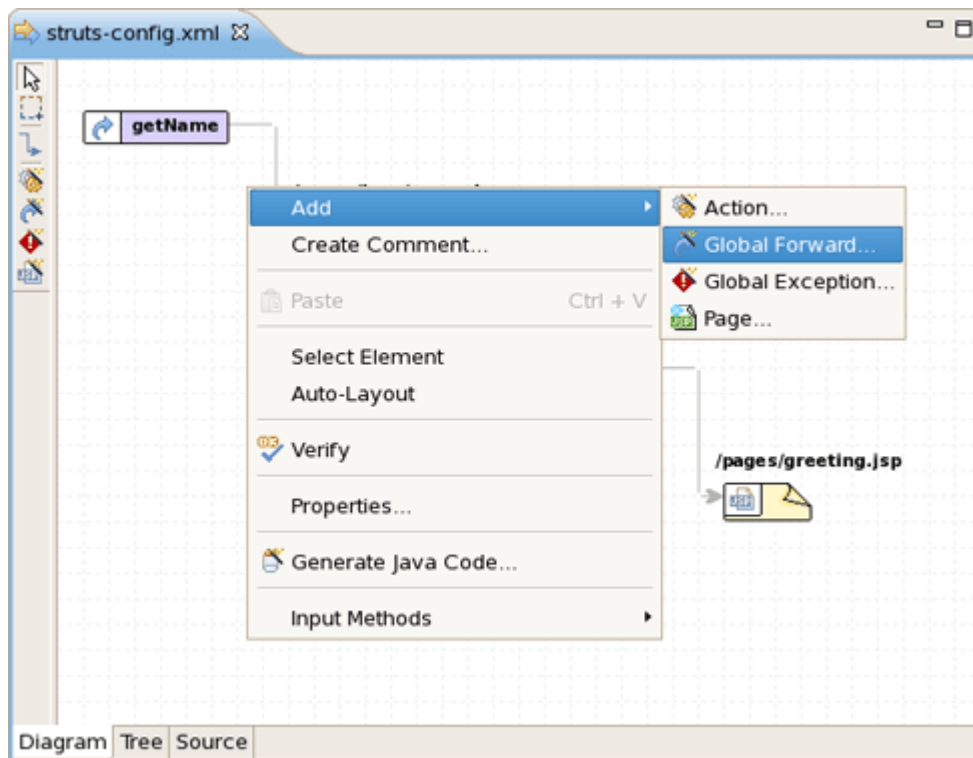 struts-config.xml
getName
Add
Create Comment...
Paste Ctrl + V
Select Element
Auto-Layout
Verify
Properties...
Generate Java Code...
Input Methods
Action...
Global Forward...
Global Exception...
Page...
/pages/greeting.jsp
Diagram Tree Source